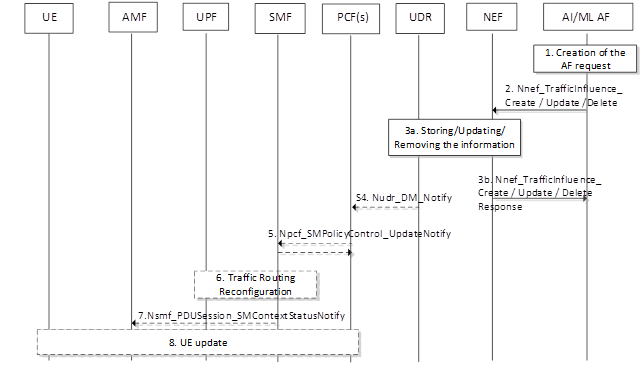 UE
AMF
UPF
SMF
PCF(s)
UDR
NEF
AI/ML AF
1. Creation of the
AF request
2. Nnef_TrafficInfluence_
Create / Update /Delete
3a. Storing/Updating/
Removing the information
3b. Nnef_TrafficInfluence_
Create / Update / Delete
Response
S4. Nudr_DM_Notify
5. Npcf_SMPolicyControl_UpdateNotify
6. Traffic Routing
Reconfiguration
7.Nsmf_PDUSession_SMContextStatusNotify
8. UE update